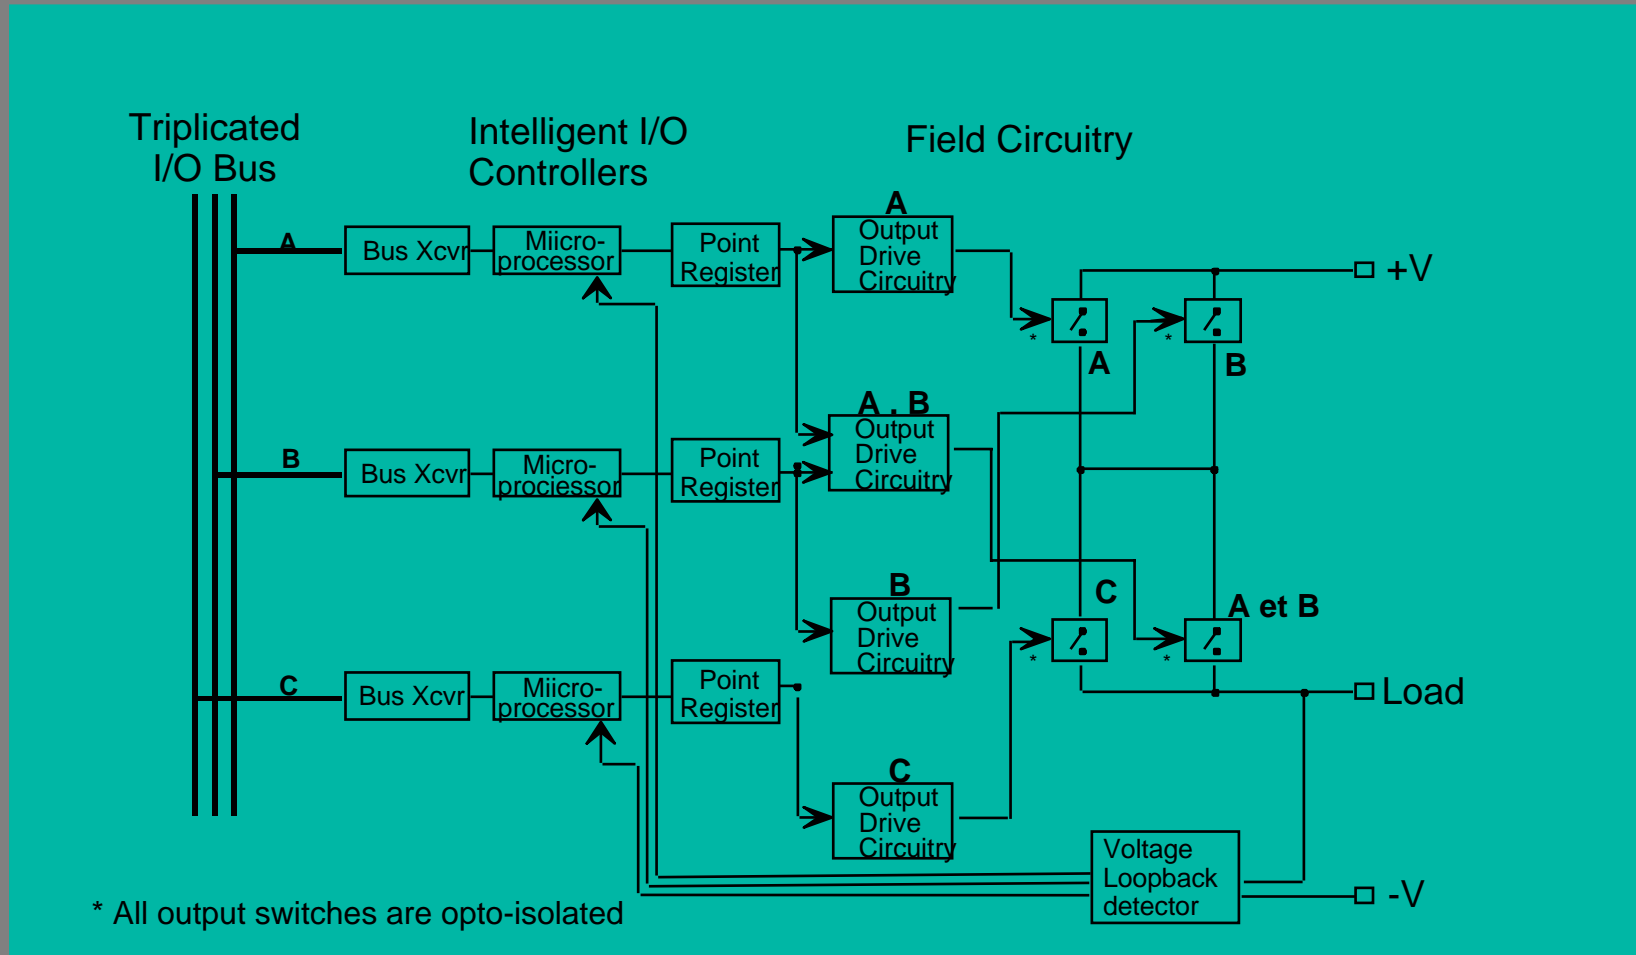 Triplicated
I/O Bus
Intelligent I/O
Controllers
Field Circuitry
A
Bus Xcvr
Miicro-
processor
Point
Register
A
Output
Drive
Circuitry
+V
*
A
*
B
A . B
Output
Drive
Circuitry
B
Bus Xcvr
Micro-
prociessor
Point
Register
B
Output
Drive
Circuitry
C
*
A et B
*
C
Bus Xcvr
Miicro-
processor
Point
Register
Load
C
Output
Drive
Circuitry
Voltage
Loopback
detector
-V
* All output switches are opto-isolated